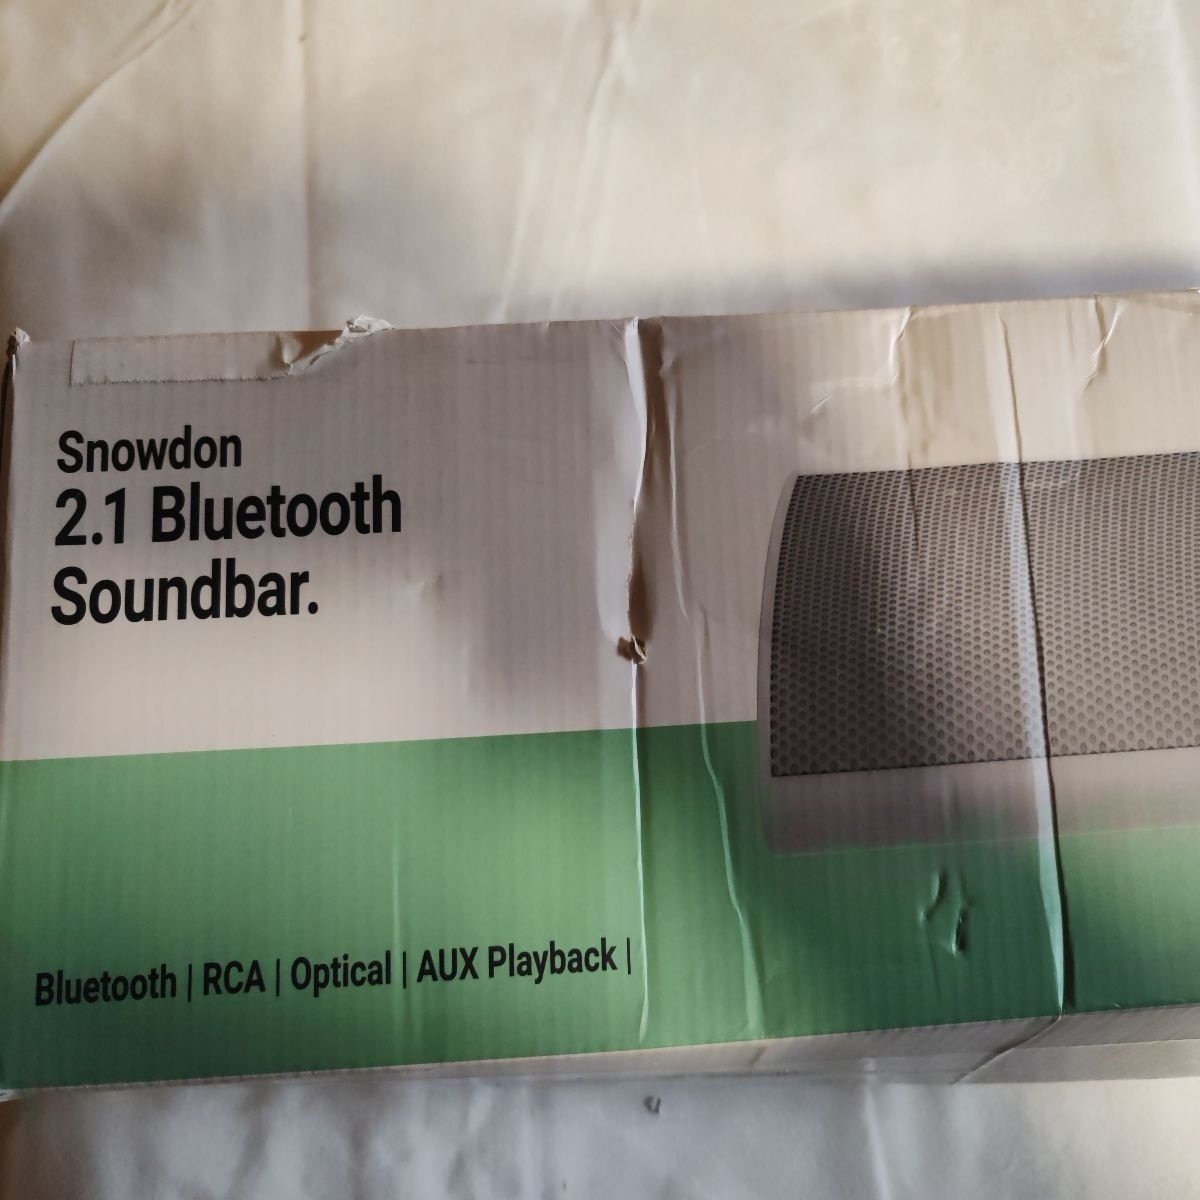 Snowdon
2.1 Bluetooth
Soundbar.
Bluetooth | RCA | Optical | AUX Playback |